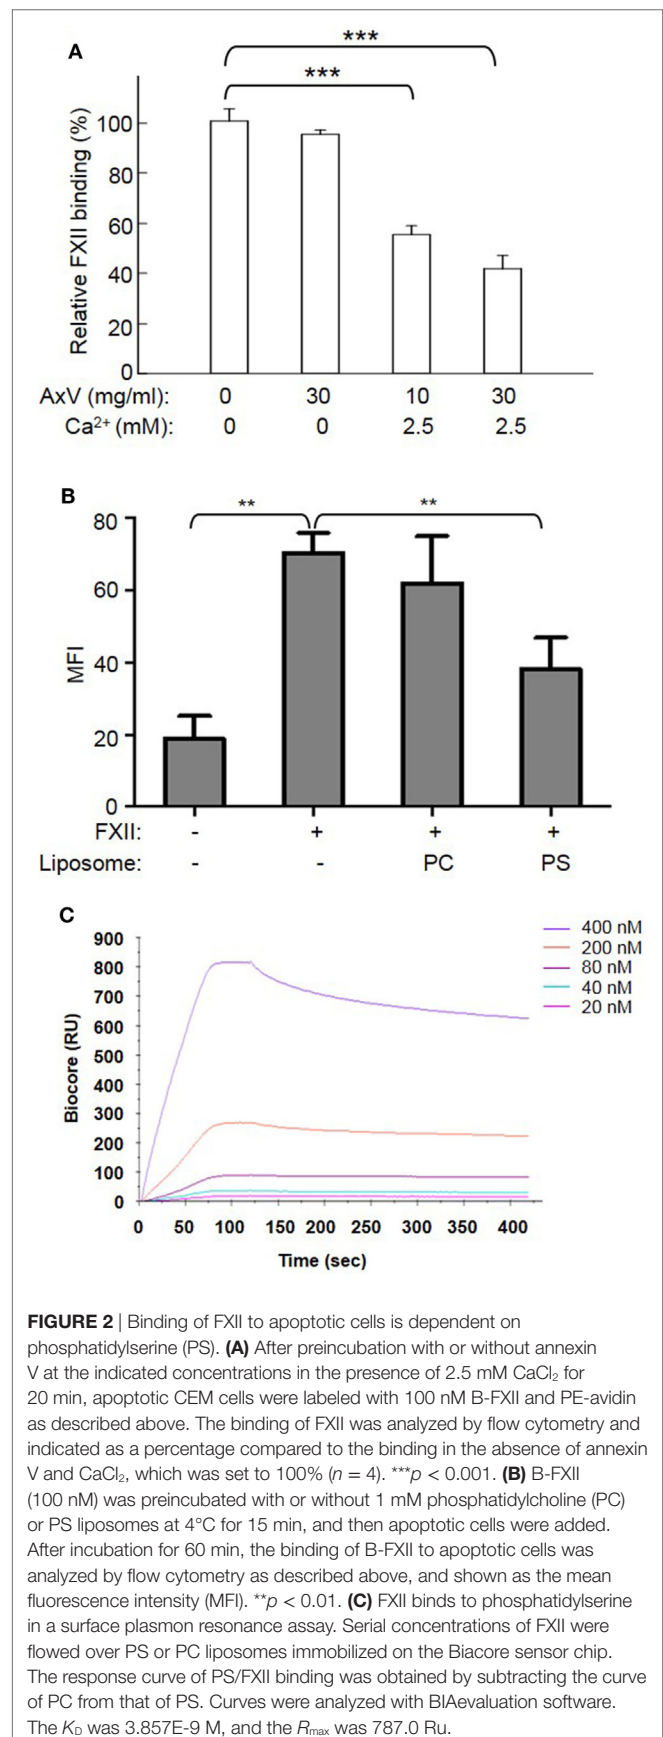 A
***
***
Relative FXII binding (%)
100
80
60
40
20
0
AxV (mg/ml): 0 30 10 30
Ca²⁺ (mM): 0 0 2.5 2.5
B
**
**
MFI
80
60
40
20
0
FXII: - + + +
Liposome: - - PC PS
C
Biocore (RU)
900
800
700
600
500
400
300
200
100
0
0 50 100 150 200 250 300 350 400
Time (sec)
400 nM
200 nM
80 nM
40 nM
20 nM
FIGURE 2 | Binding of FXII to apoptotic cells is dependent on
phosphatidylserine (PS). (A) After preincubation with or without annexin
V at the indicated concentrations in the presence of 2.5 mM CaCl₂ for
20 min, apoptotic CEM cells were labeled with 100 nM B-FXII and PE-avidin
as described above. The binding of FXII was analyzed by flow cytometry and
indicated as a percentage compared to the binding in the absence of annexin
V and CaCl₂, which was set to 100% (n = 4). ***p < 0.001. (B) B-FXII
(100 nM) was preincubated with or without 1 mM phosphatidylcholine (PC)
or PS liposomes at 4°C for 15 min, and then apoptotic cells were added.
After incubation for 60 min, the binding of B-FXII to apoptotic cells was
analyzed by flow cytometry as described above, and shown as the mean
fluorescence intensity (MFI). **p < 0.01. (C) FXII binds to phosphatidylserine
in a surface plasmon resonance assay. Serial concentrations of FXII were
flowed over PS or PC liposomes immobilized on the Biacore sensor chip.
The response curve of PS/FXII binding was obtained by subtracting the curve
of PC from that of PS. Curves were analyzed with BIAevaluation software.
The K_D was 3.857E-9 M, and the R_max was 787.0 Ru.